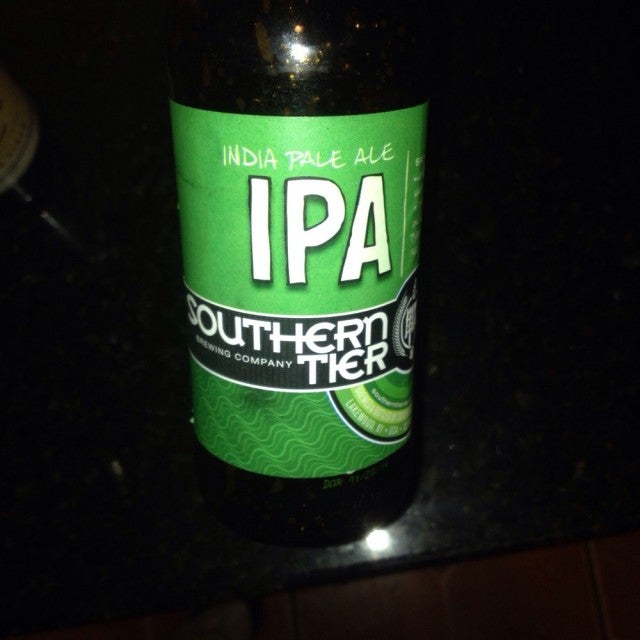 INDIA PALE ALE
IPA
SOUTHERN
BREWING COMPANY TIER